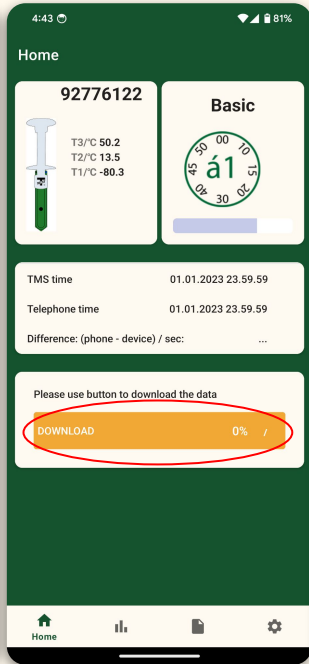 4:43 81%
Home
92776122
T3/°C 50.2
T2/°C 13.5
T1/°C -80.3
Basic
00
10
15
30
40
45
50
á1
TMS time 01.01.2023 23.59.59
Telephone time 01.01.2023 23.59.59
Difference: (phone - device) / sec: ...
Please use button to download the data
DOWNLOAD 0% /
Home